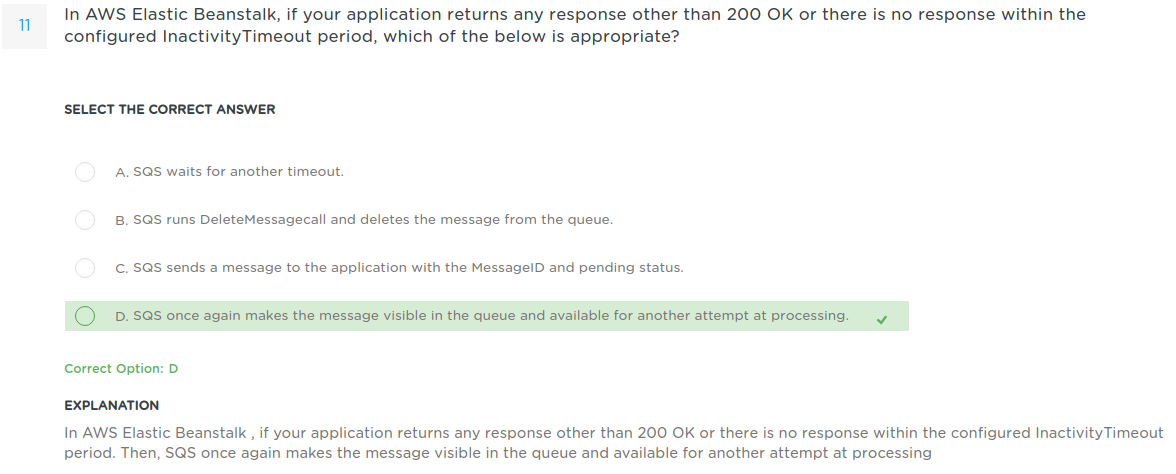 11
In AWS Elastic Beanstalk, if your application returns any response other than 200 OK or there is no response within the
configured InactivityTimeout period, which of the below is appropriate?
SELECT THE CORRECT ANSWER
A. SQS waits for another timeout.
B. SQS runs DeleteMessagecall and deletes the message from the queue.
C. SQS sends a message to the application with the MessageID and pending status.
D. SQS once again makes the message visible in the queue and available for another attempt at processing.
Correct Option: D
EXPLANATION
In AWS Elastic Beanstalk , if your application returns any response other than 200 OK or there is no response within the configured InactivityTimeout
period. Then, SQS once again makes the message visible in the queue and available for another attempt at processing